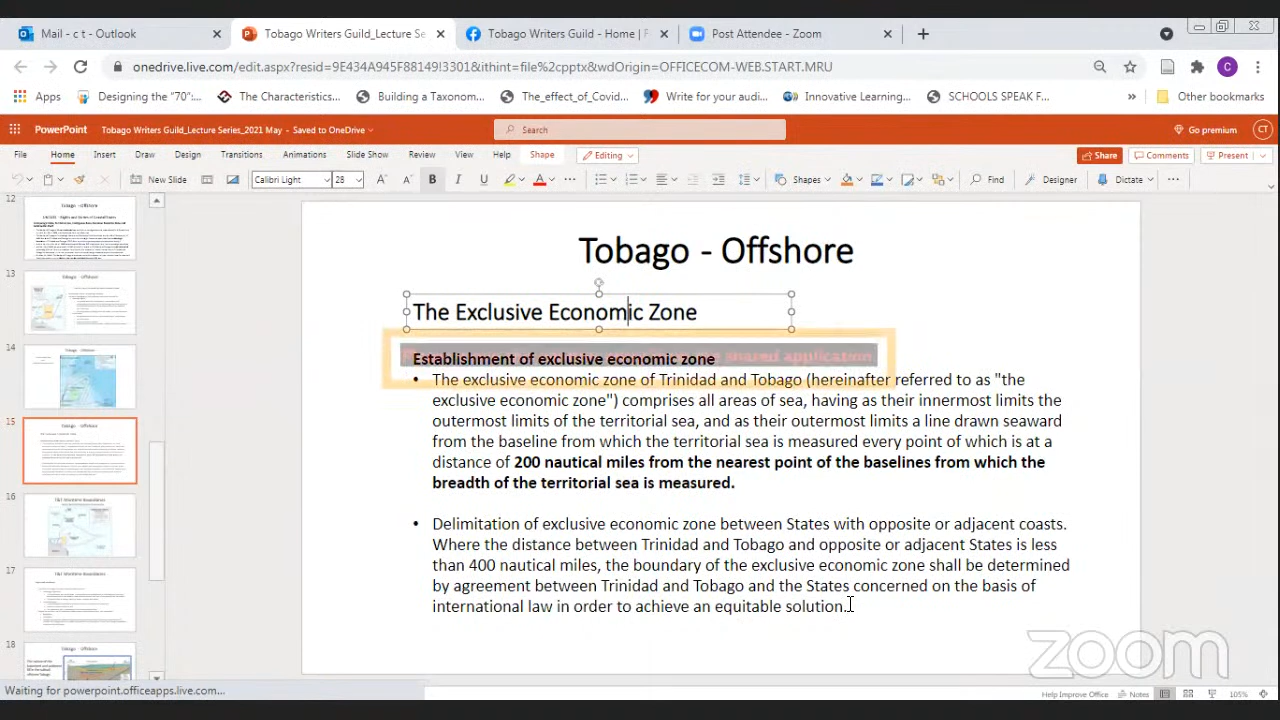 Mail - c t - Outlook
Tobago Writers Guild_Lecture Se
Tobago Writers Guild - Home | F
Post Attendee - Zoom
onedrive.live.com/edit.aspx?resid=9E434A945F88149!3301&ithint=file%2cpptx&wdOrigin=OFFICECOM-WEB.START.MRU
Apps
Designing the "70":...
The Characteristics...
Building a Taxonom...
The_effect_of_Covid...
Write for your audi...
Innovative Learning...
SCHOOLS SPEAK F...
Other bookmarks
PowerPoint
Tobago Writers Guild_Lecture Series_2021 May - Saved to OneDrive
Search
Go premium
CT
File Home Insert Draw Design Transitions Animations Slide Show Review View Help Shape Editing Share Comments Present
New Slide
Calibri Light
28
B I U
Shapes
Find
Designer
Dictate
12
13
14
15
16
17
18
Tobago - Offshore
The Exclusive Economic Zone
Establishment of exclusive economic zone
• The exclusive economic zone of Trinidad and Tobago (hereinafter referred to as "the
exclusive economic zone") comprises all areas of sea, having as their innermost limits the
external limits of the territorial sea and as their outermost limits a line drawn seaward
from the baseline from which the territorial sea is measured every point of which is at a
distance of 200 nautical miles from the nearest point of the baselines from which the
breadth of the territorial sea is measured.
• Delimitation of exclusive economic zone between States with opposite or adjacent coasts.
Where the distance between Trinidad and Tobago and opposite or adjacent States is less
than 400 nautical miles, the boundary of the exclusive economic zone shall be determined
by agreement between Trinidad and Tobago and the States concerned on the basis of
international law in order to achieve an equitable solution.
zoom
Waiting for powerpoint.officeapps.live.com...
Help Improve Office
Notes
105%